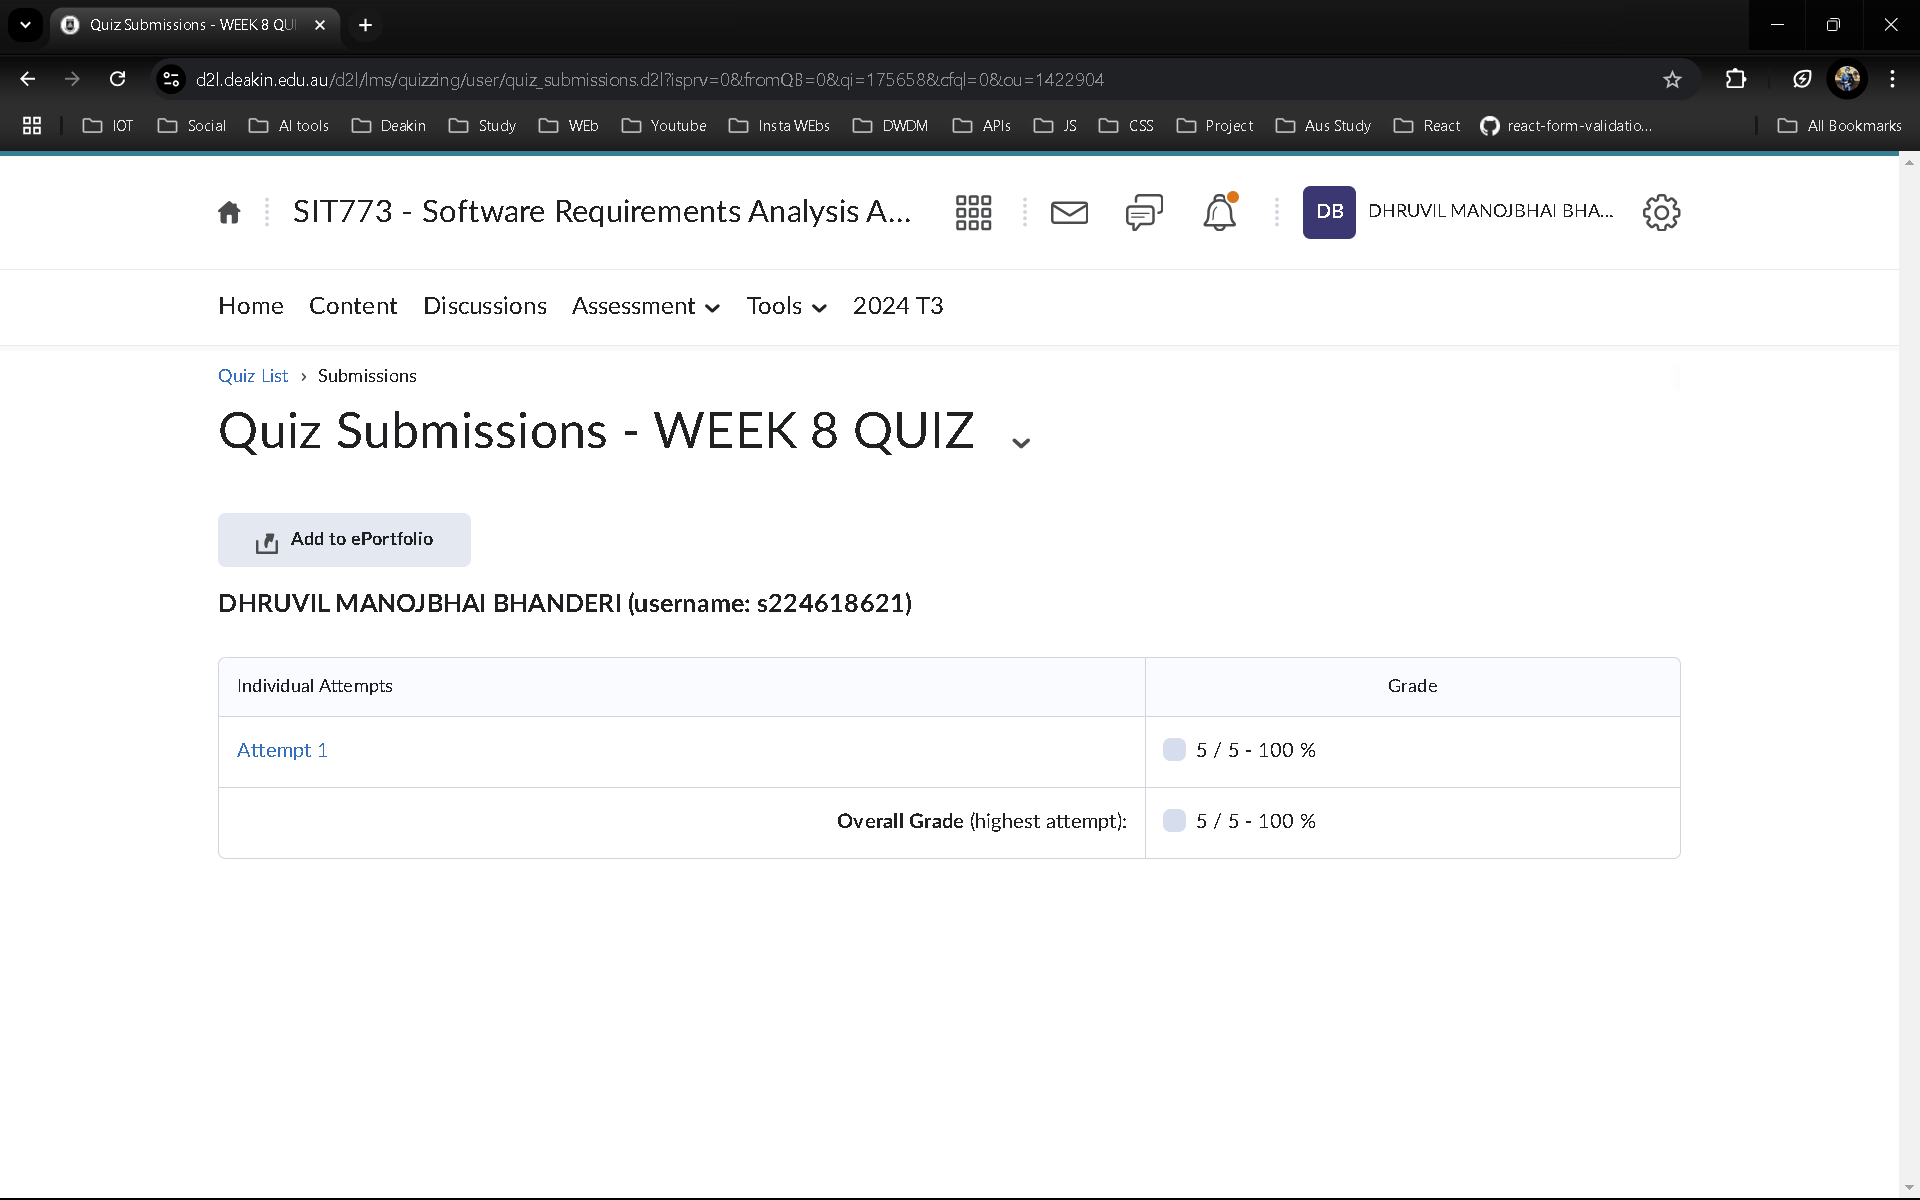 Quiz Submissions - WEEK 8 QUI
d2l.deakin.edu.au/d2l/lms/quizzing/user/quiz_submissions.d2l?isprv=0&fromQB=0&qi=175658&cfql=0&ou=1422904
IOT Social AI tools Deakin Study WEb Youtube Insta WEbs DWDM APIs JS CSS Project Aus Study React react-form-validatio... All Bookmarks
SIT773 - Software Requirements Analysis A... DB DHRUVIL MANOJBHAI BHA...
Home Content Discussions Assessment Tools 2024 T3
Quiz List › Submissions
Quiz Submissions - WEEK 8 QUIZ
Add to ePortfolio
DHRUVIL MANOJBHAI BHANDERI (username: s224618621)
Individual Attempts Grade
Attempt 1 5 / 5 - 100 %
Overall Grade (highest attempt): 5 / 5 - 100 %